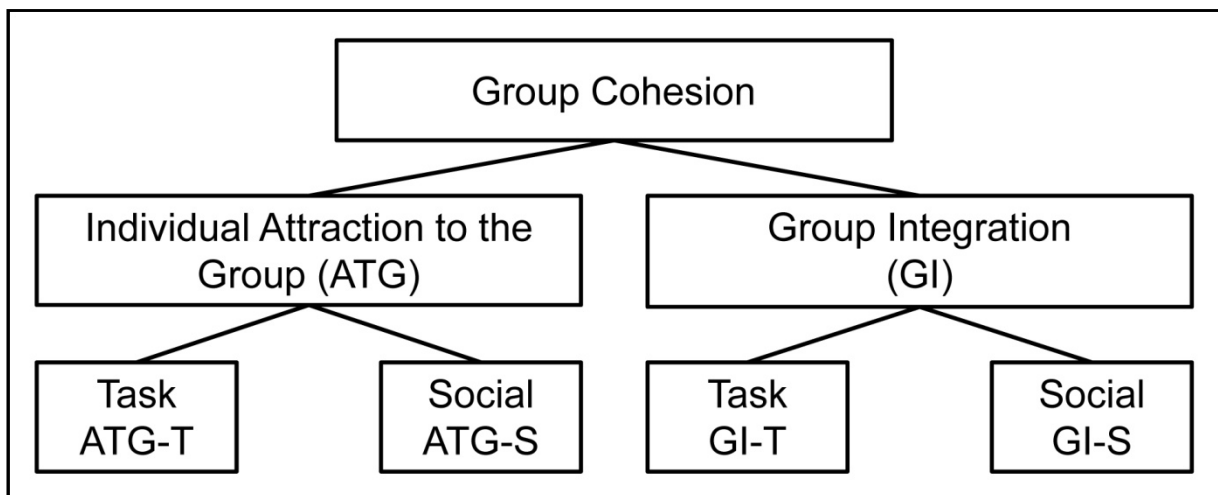 Group Cohesion
Individual Attraction to the
Group (ATG)
Group Integration
(GI)
Task
ATG-T
Social
ATG-S
Task
GI-T
Social
GI-S